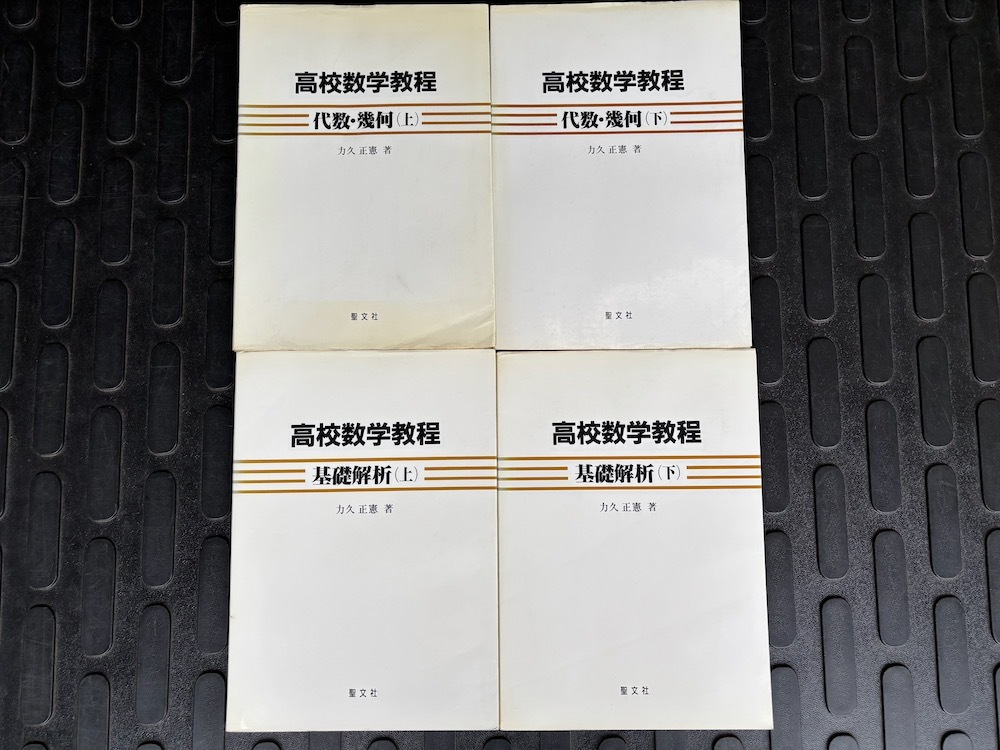 高校数学教程
代数・幾何(上)
力久 正憲 著
聖文社
高校数学教程
代数・幾何(下)
力久 正憲 著
聖文社
高校数学教程
基礎解析(上)
力久 正憲 著
聖文社
高校数学教程
基礎解析(下)
力久 正憲 著
聖文社